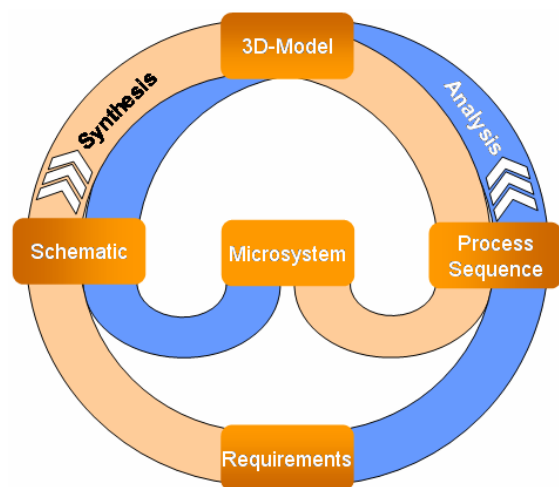 3D-Model
Synthesis
Analysis
Schematic
Microsystem
Process
Sequence
Requirements